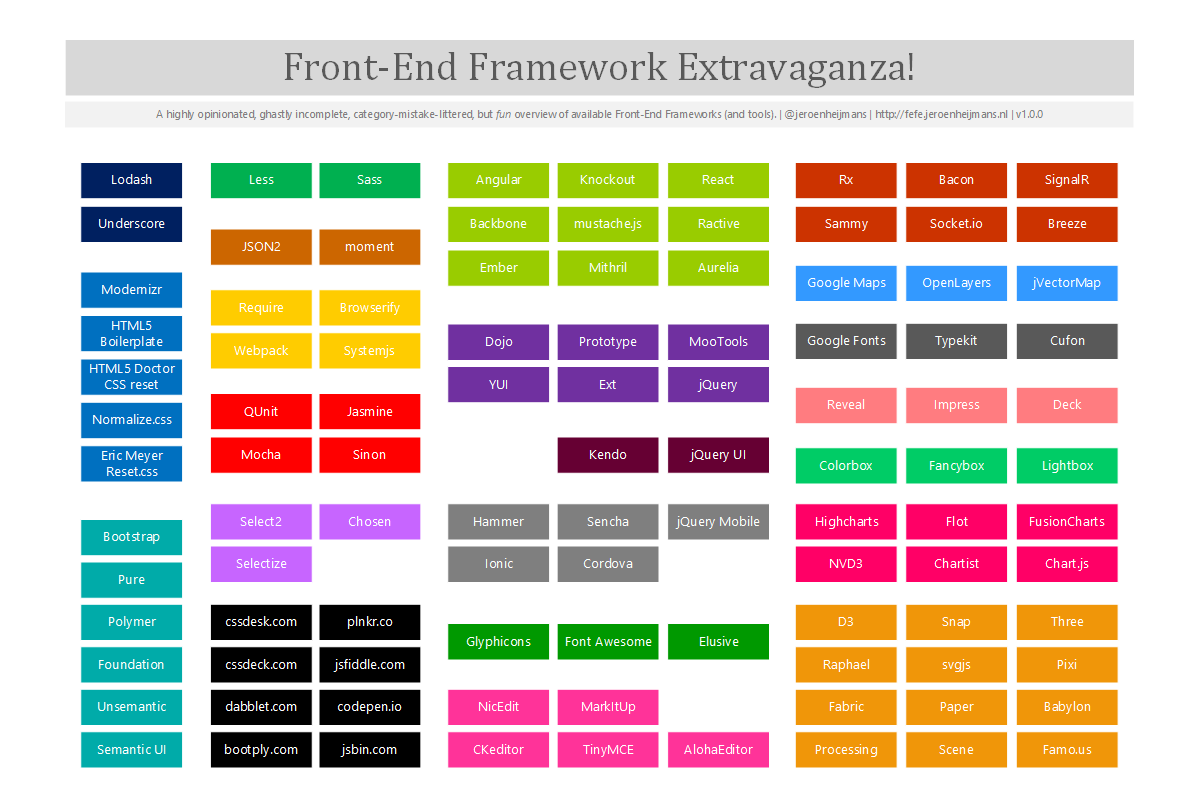 Front-End Framework Extravaganza!
A highly opinionated, ghastly incomplete, category-mistake-littered, but fun overview of available Front-End Frameworks (and tools). | @jeroenheijmans | http://fefe.jeroenheijmans.nl | v1.0.0
Lodash
Underscore
Modernizr
HTML5
Boilerplate
HTML5 Doctor
CSS reset
Normalize.css
Eric Meyer
Reset.css
Bootstrap
Pure
Polymer
Foundation
Unsemantic
Semantic UI
Less
Sass
JSON2
moment
Require
Browserify
Webpack
Systemjs
QUnit
Jasmine
Mocha
Sinon
Select2
Chosen
Selectize
cssdesk.com
plnkr.co
cssdeck.com
jsfiddle.com
dabblet.com
codepen.io
bootply.com
jsbin.com
Angular
Knockout
React
Backbone
mustache.js
Ractive
Ember
Mithril
Aurelia
Dojo
Prototype
MooTools
YUI
Ext
jQuery
Kendo
jQuery UI
Hammer
Sencha
jQuery Mobile
Ionic
Cordova
Glyphicons
Font Awesome
Elusive
NicEdit
MarkItUp
CKeditor
TinyMCE
AlohaEditor
Rx
Bacon
SignalR
Sammy
Socket.io
Breeze
Google Maps
OpenLayers
jVectorMap
Google Fonts
Typekit
Cufon
Reveal
Impress
Deck
Colorbox
Fancybox
Lightbox
Highcharts
Flot
FusionCharts
NVD3
Chartist
Chart.js
D3
Snap
Three
Raphael
svgjs
Pixi
Fabric
Paper
Babylon
Processing
Scene
Famo.us